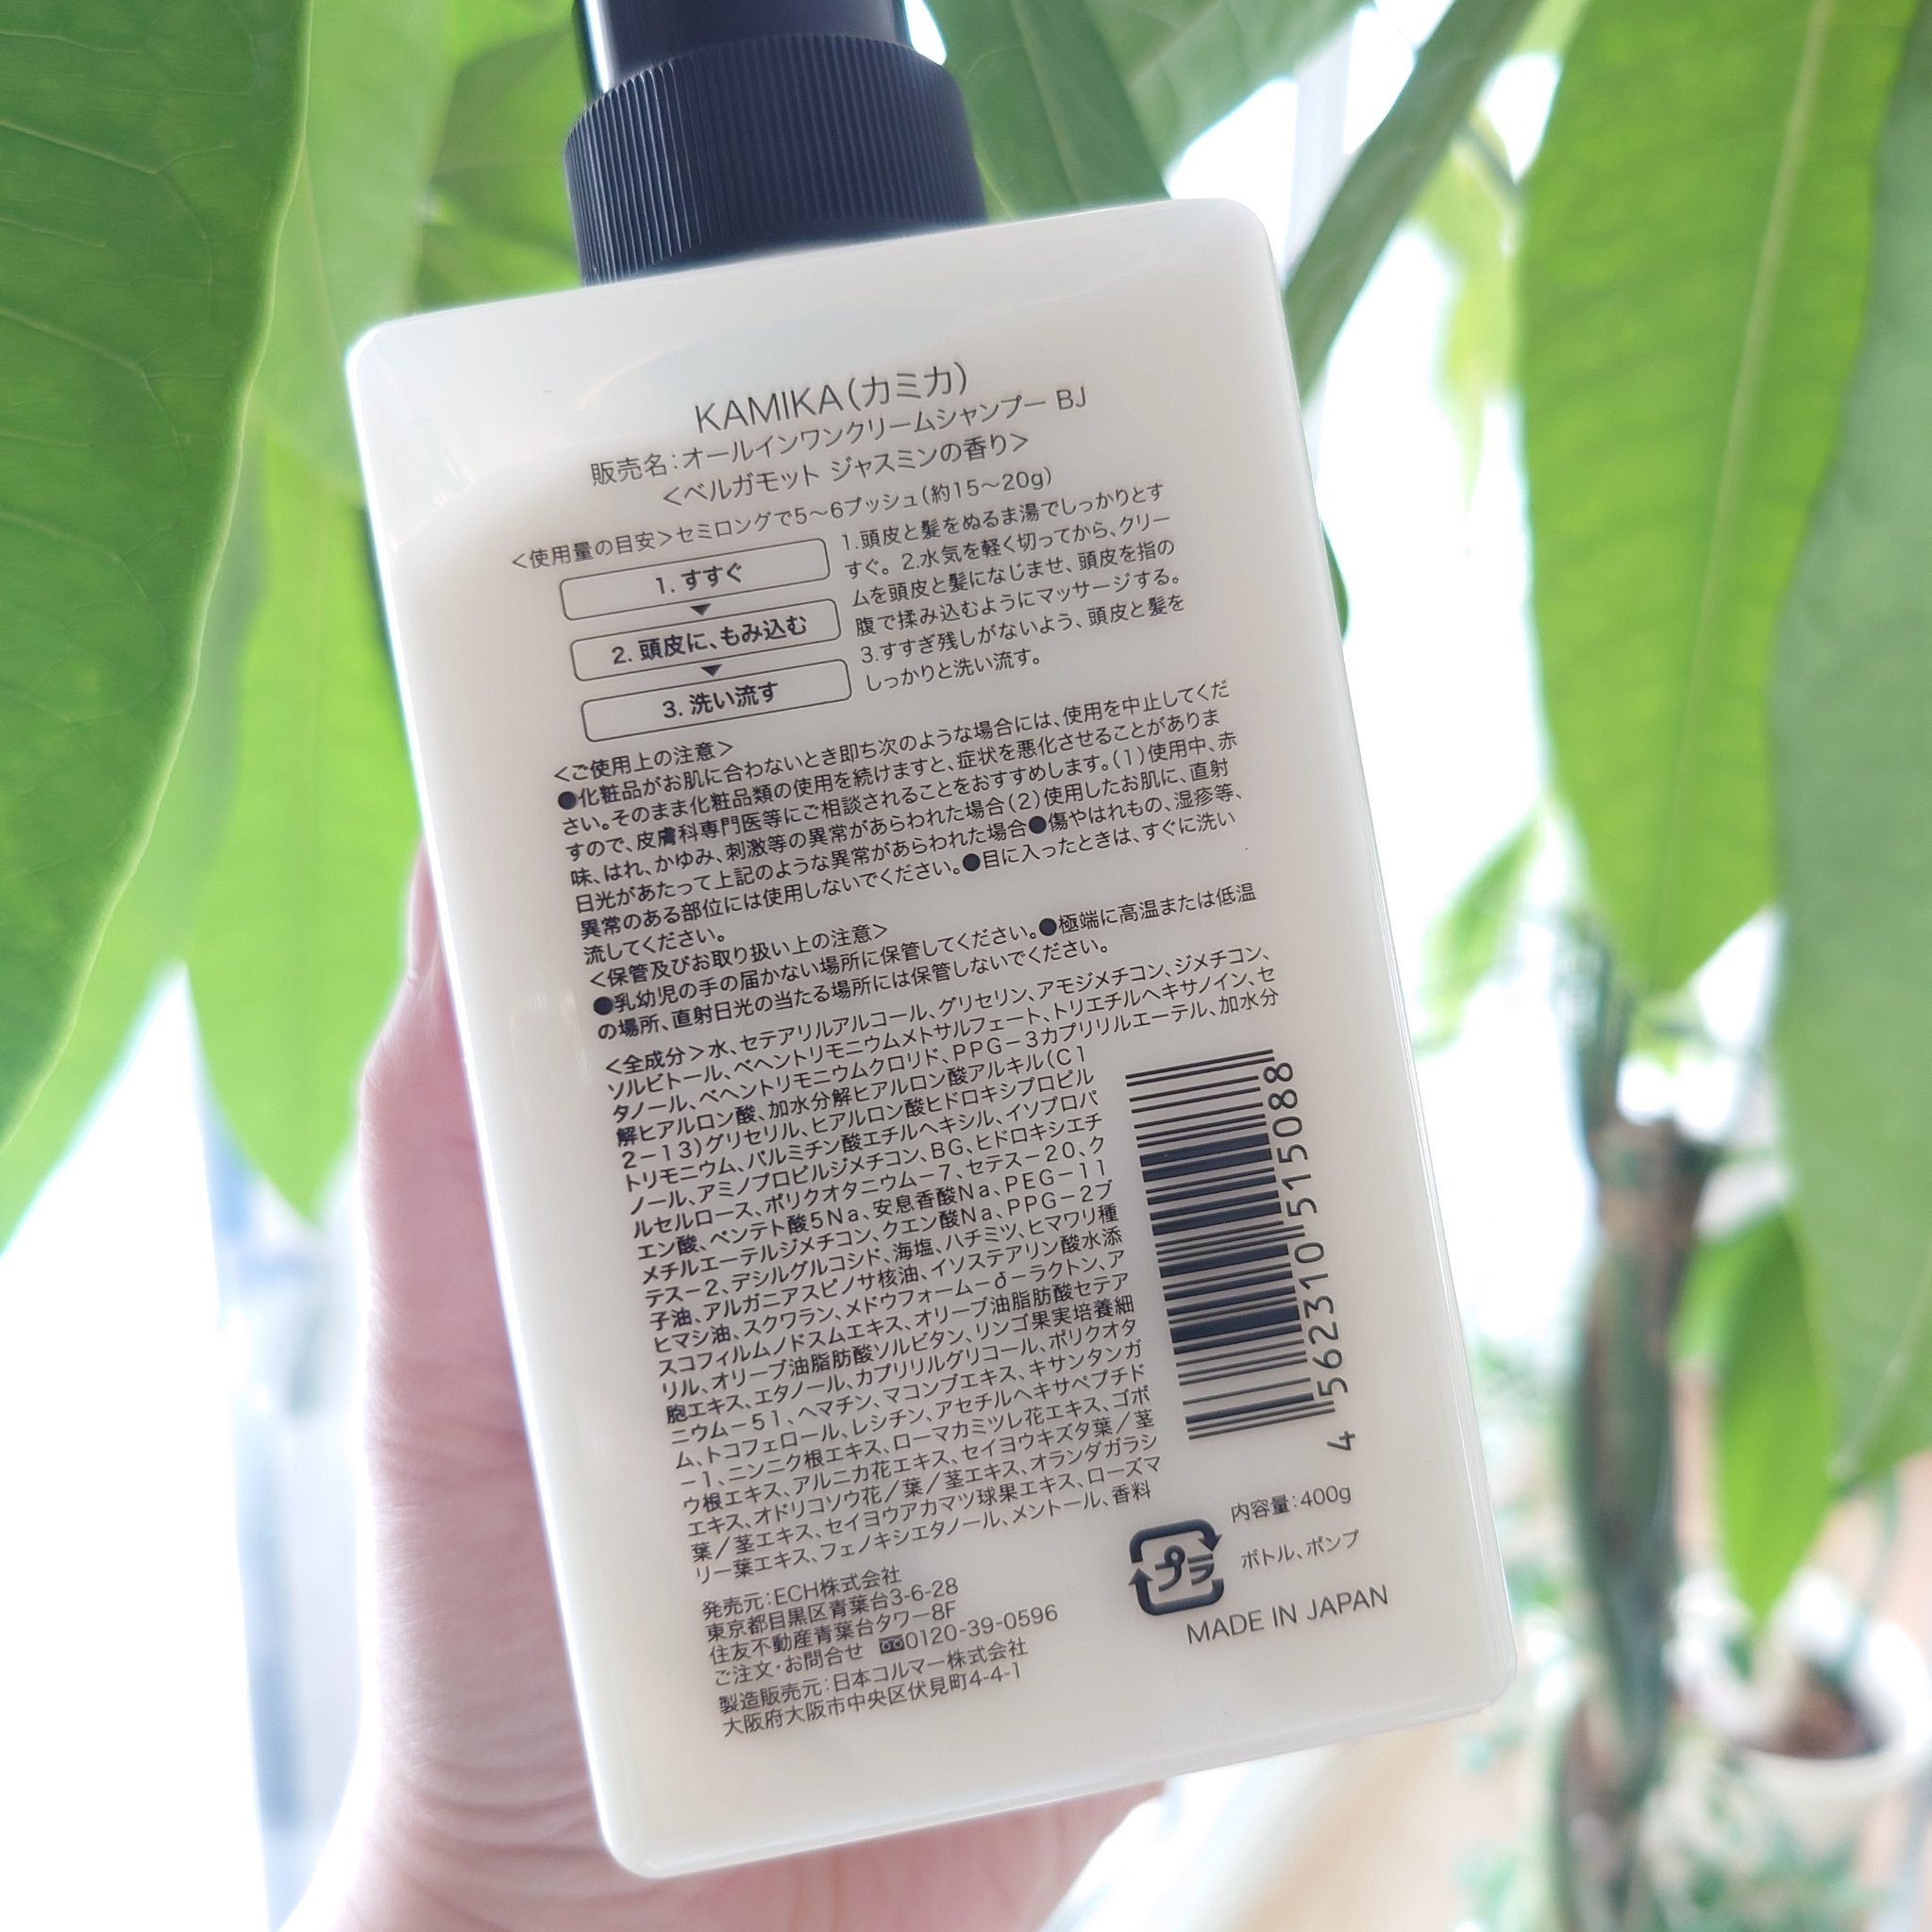 KAMIKA(カミカ)
販売名:オールインワンクリームシャンプー BJ
<ベルガモット ジャスミンの香り>
<使用量の目安>セミロングで5〜6プッシュ(約15〜20g)
1. すすぐ
2. 頭皮に、もみ込む
3. 洗い流す
1.頭皮と髪をぬるま湯でしっかりとす
すぐ。2.水気を軽く切ってから、クリー
ムを頭皮と髪になじませ、頭皮を指の
腹で揉み込むようにマッサージする。
3.すすぎ残しがないよう、頭皮と髪を
しっかりと洗い流す。
<ご使用上の注意>
●化粧品がお肌に合わないとき即ち次のような場合には、使用を中止してくだ
さい。そのまま化粧品類の使用を続けますと、症状を悪化させることがありま
すので、皮膚科専門医等にご相談されることをおすすめします。(1)使用中、赤
味、はれ、かゆみ、刺激等の異常があらわれた場合(2)使用したお肌に、直射
日光があたって上記のような異常があらわれた場合●傷やはれもの、湿疹等、
異常のある部位には使用しないでください。●目に入ったときは、すぐに洗い
流してください。
<保管及びお取り扱い上の注意>
●乳幼児の手の届かない場所に保管してください。●極端に高温または低温
の場所、直射日光の当たる場所には保管しないでください。
<全成分>水、セテアリルアルコール、グリセリン、アモジメチコン、ジメチコン、
ソルビトール、ベヘントリモニウムメトサルフェート、トリエチルヘキサノイン、セ
タノール、ベヘントリモニウムクロリド、PPG-3カプリリルエーテル、加水分
解ヒアルロン酸、加水分解ヒアルロン酸アルキル(C1
2-13)グリセリル、ヒアルロン酸ヒドロキシプロピル
トリモニウム、パルミチン酸エチルヘキシル、イソプロパ
ノール、アミノプロピルジメチコン、BG、ヒドロキシエチ
ルセルロース、ポリクオタニウム-7、セテス-20、ク
エン酸、ペンテト酸5Na、安息香酸Na、PEG-11
メチルエーテルジメチコン、クエン酸Na、PPG-2ブ
テス-2、デシルグルコシド、海塩、ハチミツ、ヒマワリ種
子油、アルガニアスピノサ核油、イソステアリン酸水添
ヒマシ油、スクワラン、メドウフォーム-δ-ラクトン、ア
スコフィルムノドスムエキス、オリーブ油脂肪酸セテア
リル、オリーブ油脂肪酸ソルビタン、リンゴ果実培養細
胞エキス、エタノール、カプリリルグリコール、ポリクオタ
ニウム-51、ヘマチン、マコンブエキス、キサンタンガ
ム、トコフェロール、レシチン、アセチルヘキサペプチド
-1、ニンニク根エキス、ローマカミツレ花エキス、ゴボ
ウ根エキス、アルニカ花エキス、セイヨウキズタ葉/茎
エキス、オドリコソウ花/葉/茎エキス、オランダガラシ
葉/茎エキス、セイヨウアカマツ球果エキス、ローズマ
リー葉エキス、フェノキシエタノール、メントール、香料
4 562310 515088
内容量:400g
プラ
ボトル、ポンプ
MADE IN JAPAN
発売元:ECH株式会社
東京都目黒区青葉台3-6-28
住友不動産青葉台タワー8F
ご注文・お問合せ 0120-39-0596
製造販売元:日本コルマー株式会社
大阪府大阪市中央区伏見町4-4-1